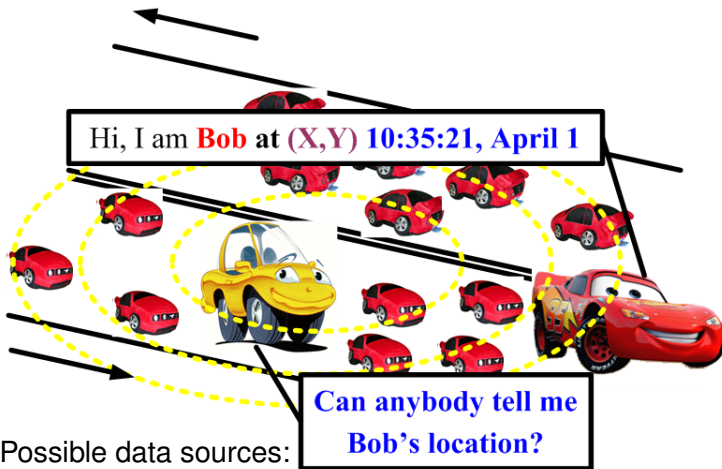 Hi, I am Bob at (X,Y) 10:35:21, April 1
Can anybody tell me
Bob's location?
Possible data sources: